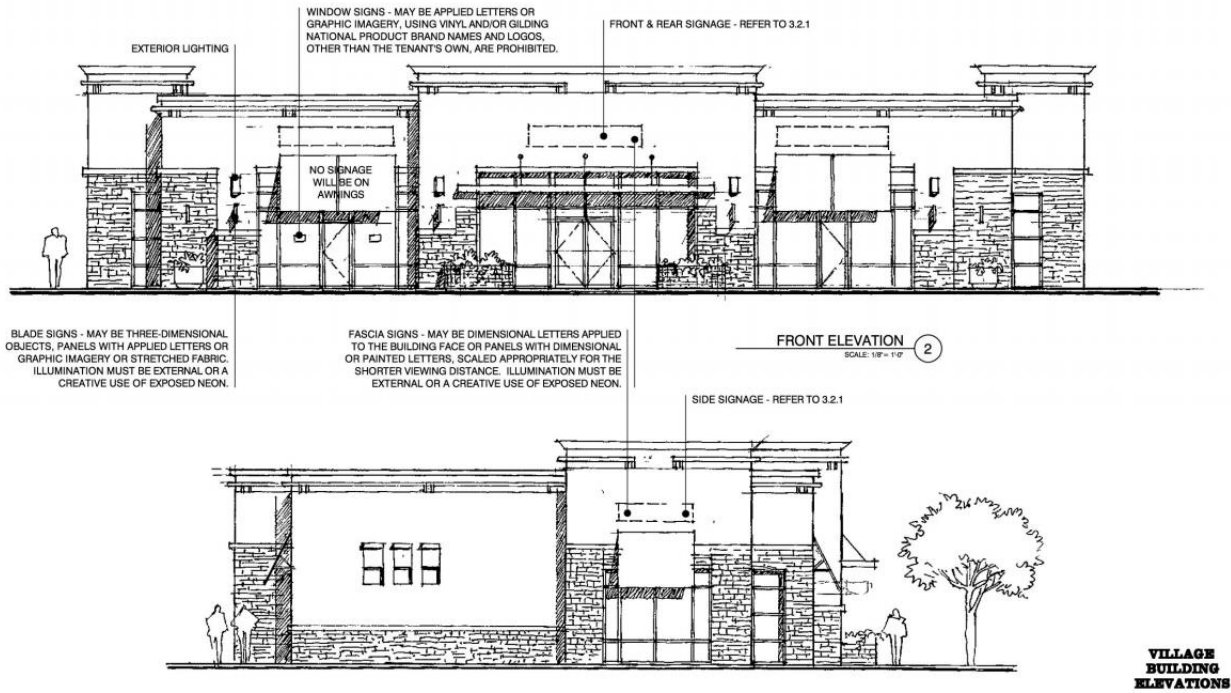 WINDOW SIGNS - MAY BE APPLIED LETTERS OR
GRAPHIC IMAGERY, USING VINYL AND/OR GILDING
NATIONAL PRODUCT BRAND NAMES AND LOGOS,
OTHER THAN THE TENANT'S OWN, ARE PROHIBITED.
FRONT & REAR SIGNAGE - REFER TO 3.2.1
EXTERIOR LIGHTING
NO SIGNAGE
WILL BE ON
AWNINGS
BLADE SIGNS - MAY BE THREE-DIMENSIONAL
OBJECTS, PANELS WITH APPLIED LETTERS OR
GRAPHIC IMAGERY OR STRETCHED FABRIC.
ILLUMINATION MUST BE EXTERNAL OR A
CREATIVE USE OF EXPOSED NEON.
FASCIA SIGNS - MAY BE DIMENSIONAL LETTERS APPLIED
TO THE BUILDING FACE OR PANELS WITH DIMENSIONAL
OR PAINTED LETTERS, SCALED APPROPRIATELY FOR THE
SHORTER VIEWING DISTANCE. ILLUMINATION MUST BE
EXTERNAL OR A CREATIVE USE OF EXPOSED NEON.
FRONT ELEVATION 2
SCALE: 1/8"= 1'-0"
SIDE SIGNAGE - REFER TO 3.2.1
VILLAGE
BUILDING
ELEVATIONS